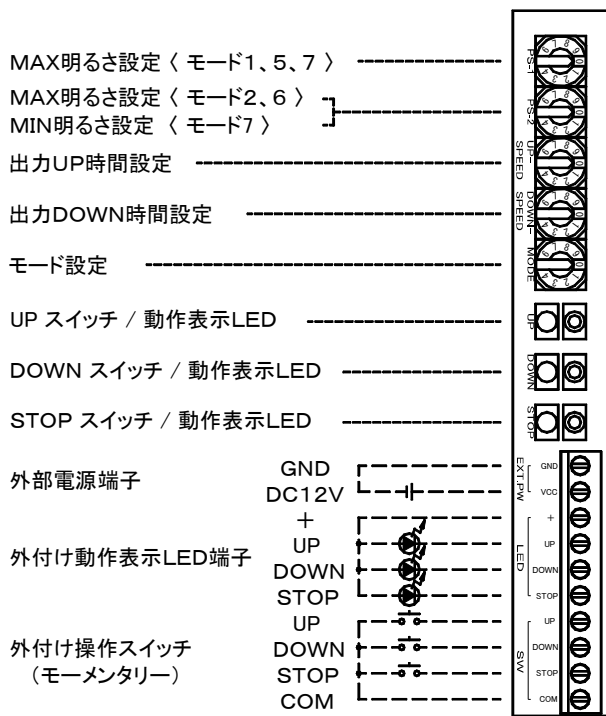 MAX明るさ設定〈 モード1、5、7 〉
MAX明るさ設定〈 モード2、6 〉
MIN明るさ設定 〈 モード7 〉
出力UP時間設定
出力DOWN時間設定
モード設定
UP スイッチ / 動作表示LED
DOWN スイッチ / 動作表示LED
STOP スイッチ / 動作表示LED
外部電源端子
GND
DC12V
外付け動作表示LED端子
+
UP
DOWN
STOP
外付け操作スイッチ
（モーメンタリー）
UP
DOWN
STOP
COM
PS-1
PS-2
UP-
SPEED
DOWN-
SPEED
MODE
UP
DOWN
STOP
EXT.PW
GND
VCC
LED
+
UP
DOWN
STOP
SW
UP
DOWN
STOP
COM